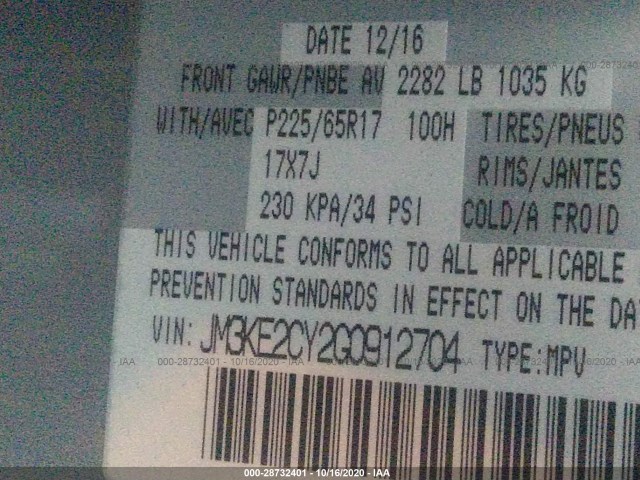 DATE 12/16
FRONT GAWR/PNBE AV 2282 LB 1035 KG
WITH/AVEC P225/65R17 100H TIRES/PNEUS
17X7J RIMS/JANTES
230 KPA/34 PSI COLD/A FROID
THIS VEHICLE CONFORMS TO ALL APPLICABLE
PREVENTION STANDARDS IN EFFECT ON THE DA
VIN: JM3KE2CY2G0912704 TYPE:MPV
000-28732401 - 10/16/2020 - IAA